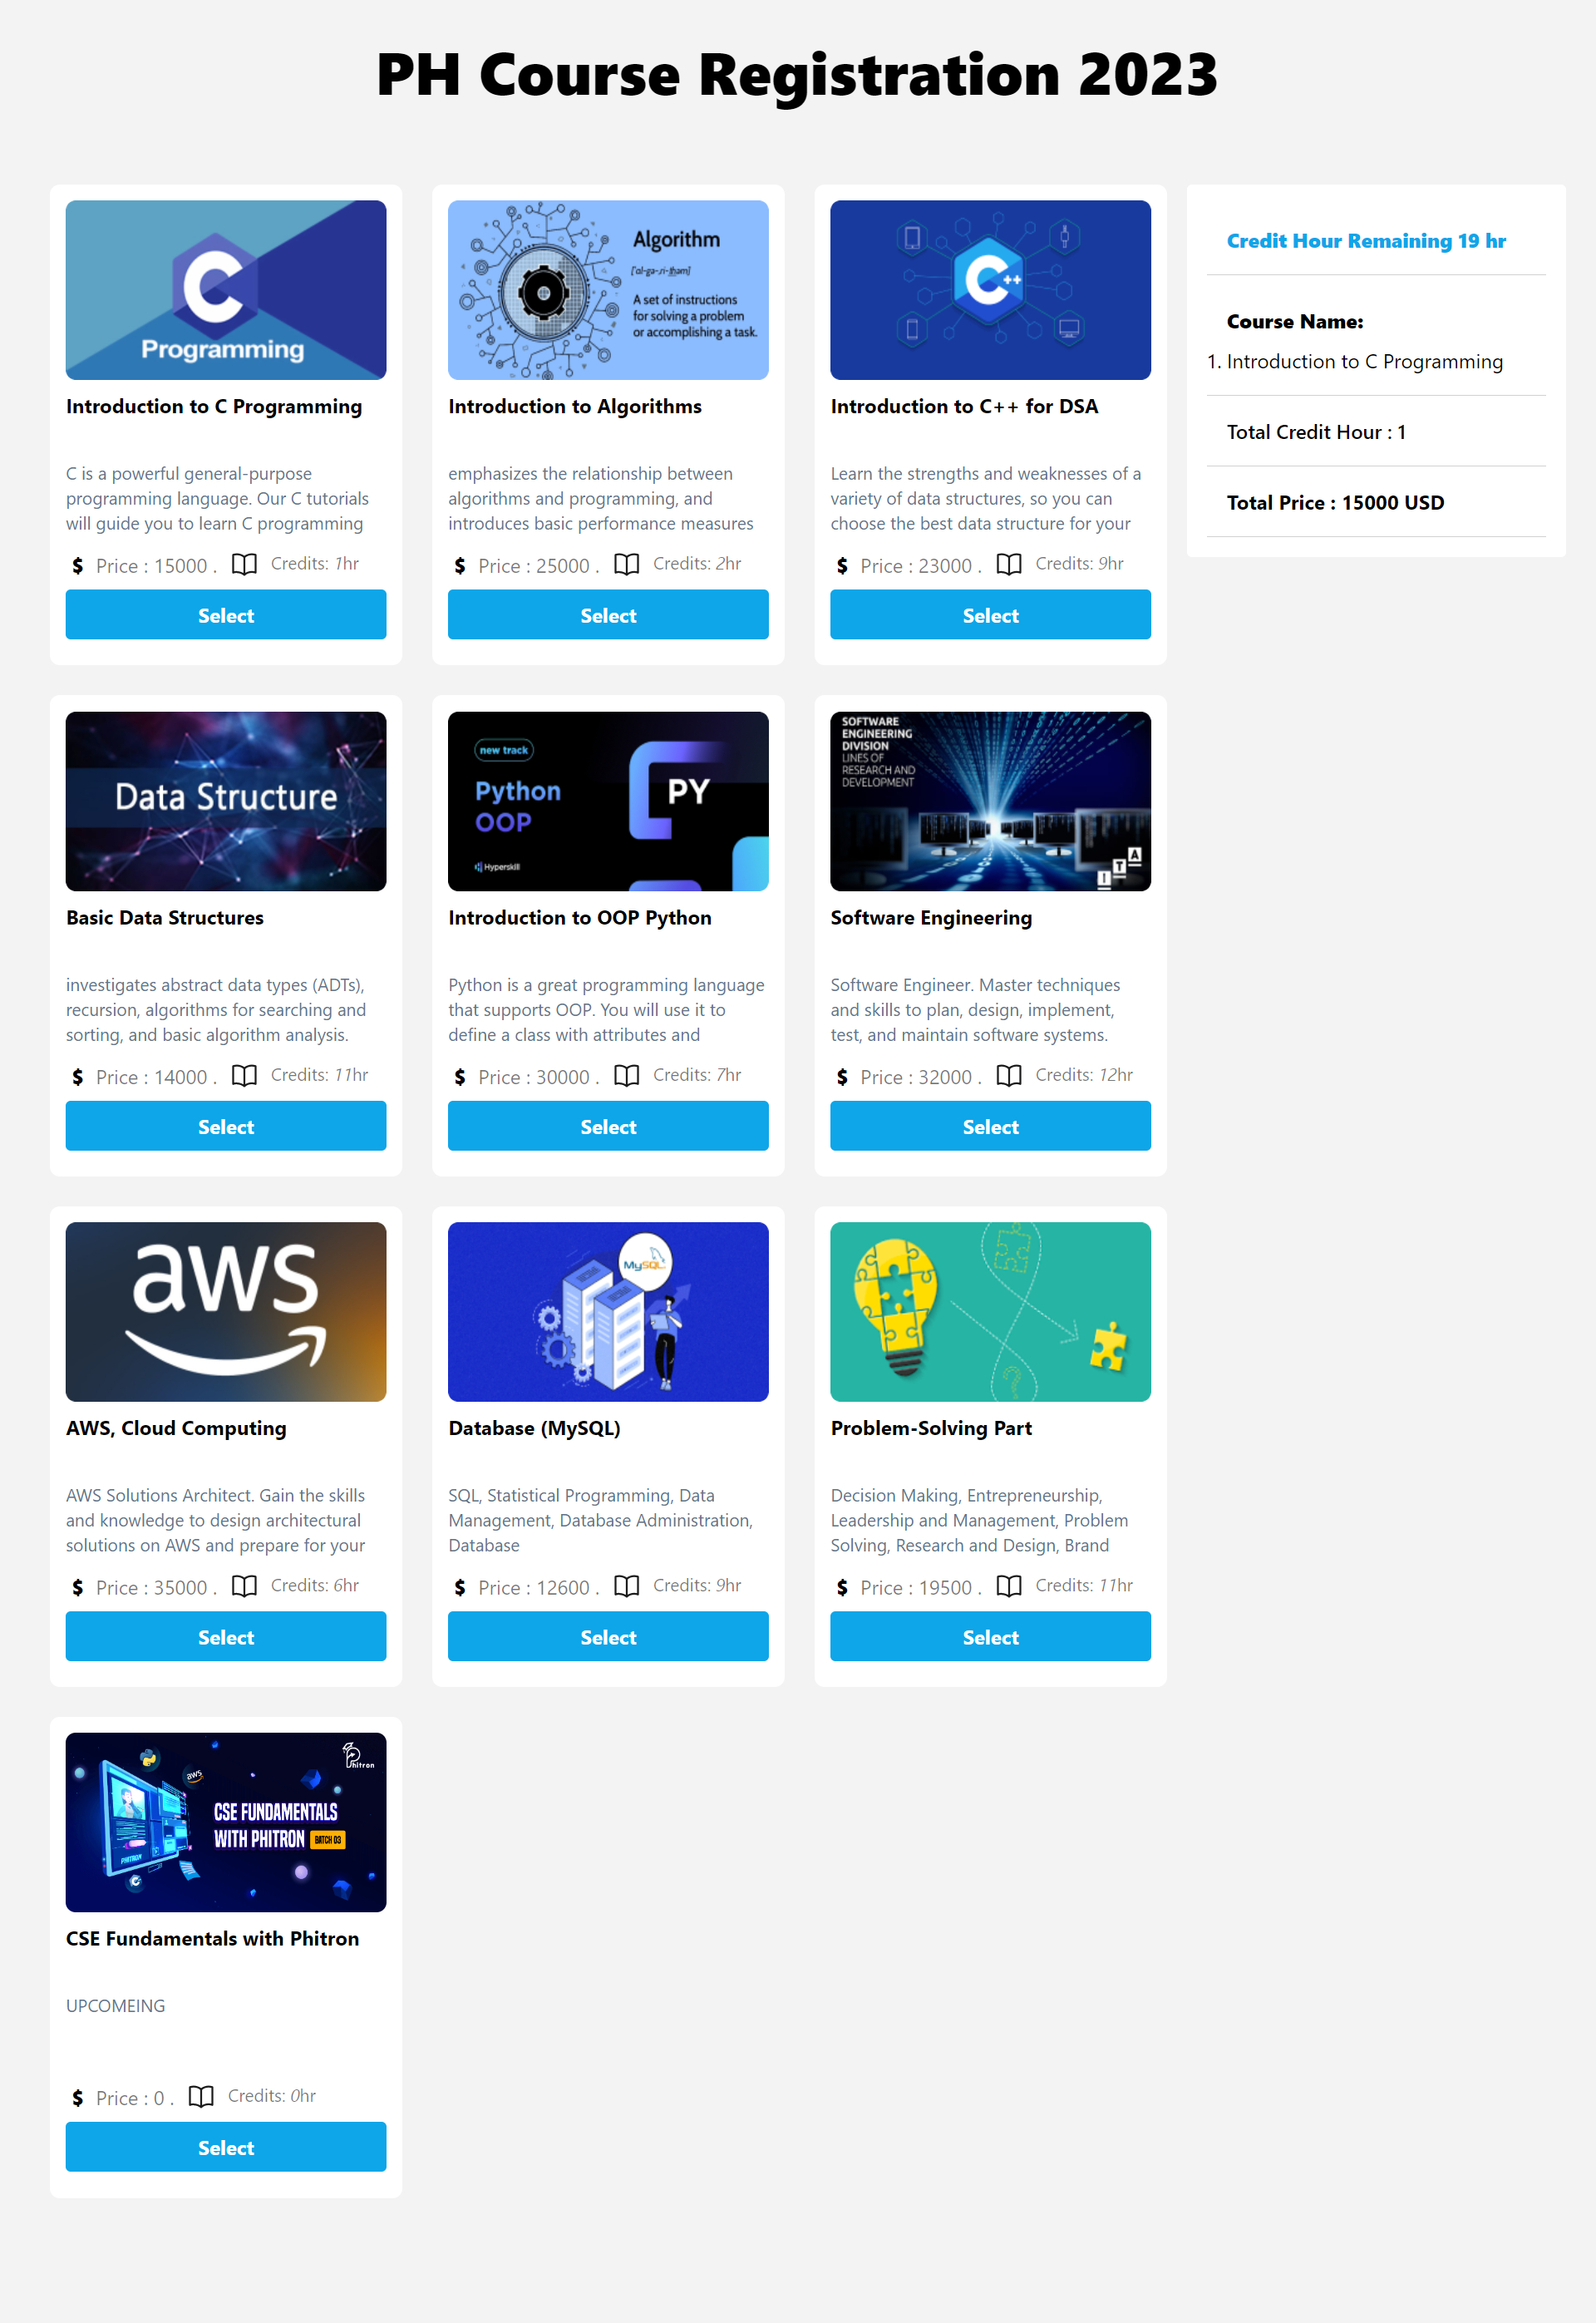 PH Course Registration 2023
C
Programming
Introduction to C Programming
C is a powerful general-purpose
programming language. Our C tutorials
will guide you to learn C programming
$ Price : 15000 . Credits: 1hr
Select
Algorithm
['al-gə-ˌri-t͟həm]
A set of instructions
for solving a problem
or accomplishing a task.
Introduction to Algorithms
emphasizes the relationship between
algorithms and programming, and
introduces basic performance measures
$ Price : 25000 . Credits: 2hr
Select
C++
Introduction to C++ for DSA
Learn the strengths and weaknesses of a
variety of data structures, so you can
choose the best data structure for your
$ Price : 23000 . Credits: 9hr
Select
Credit Hour Remaining 19 hr
Course Name:
1. Introduction to C Programming
Total Credit Hour : 1
Total Price : 15000 USD
Data Structure
Basic Data Structures
investigates abstract data types (ADTs),
recursion, algorithms for searching and
sorting, and basic algorithm analysis.
$ Price : 14000 . Credits: 11hr
Select
new track
Python
OOP
PY
Hyperskill
Introduction to OOP Python
Python is a great programming language
that supports OOP. You will use it to
define a class with attributes and
$ Price : 30000 . Credits: 7hr
Select
SOFTWARE
ENGINEERING
DIVISION
LINES OF
RESEARCH AND
DEVELOPMENT
ITA
Software Engineering
Software Engineer. Master techniques
and skills to plan, design, implement,
test, and maintain software systems.
$ Price : 32000 . Credits: 12hr
Select
aws
AWS, Cloud Computing
AWS Solutions Architect. Gain the skills
and knowledge to design architectural
solutions on AWS and prepare for your
$ Price : 35000 . Credits: 6hr
Select
MySQL
Database (MySQL)
SQL, Statistical Programming, Data
Management, Database Administration,
Database
$ Price : 12600 . Credits: 9hr
Select
?
Problem-Solving Part
Decision Making, Entrepreneurship,
Leadership and Management, Problem
Solving, Research and Design, Brand
$ Price : 19500 . Credits: 11hr
Select
Phitron
aws
CSE FUNDAMENTALS
WITH PHITRON BATCH 03
PHITRON
CSE Fundamentals with Phitron
UPCOMEING
$ Price : 0 . Credits: 0hr
Select